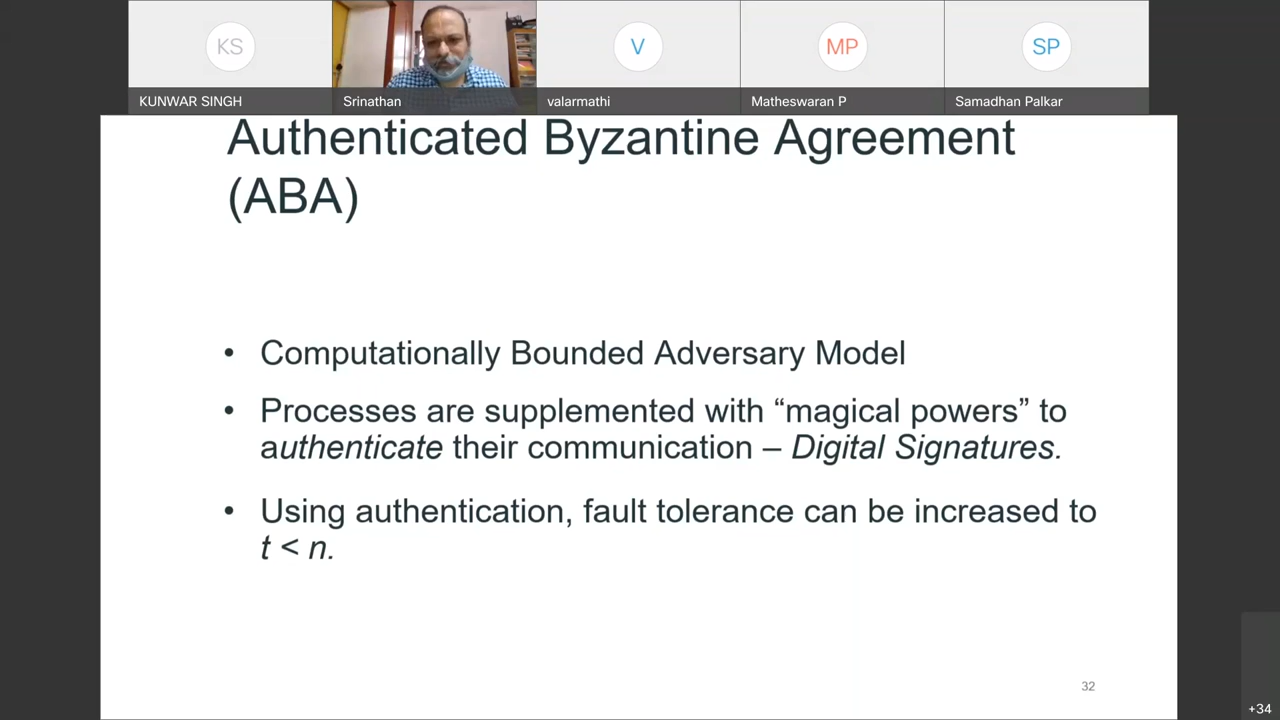 KS
V
MP
SP
KUNWAR SINGH
Srinathan
valarmathi
Matheswaran P
Samadhan Palkar
Authenticated Byzantine Agreement
(ABA)
• Computationally Bounded Adversary Model
• Processes are supplemented with “magical powers” to
authenticate their communication – Digital Signatures.
• Using authentication, fault tolerance can be increased to
t < n.
32
+34